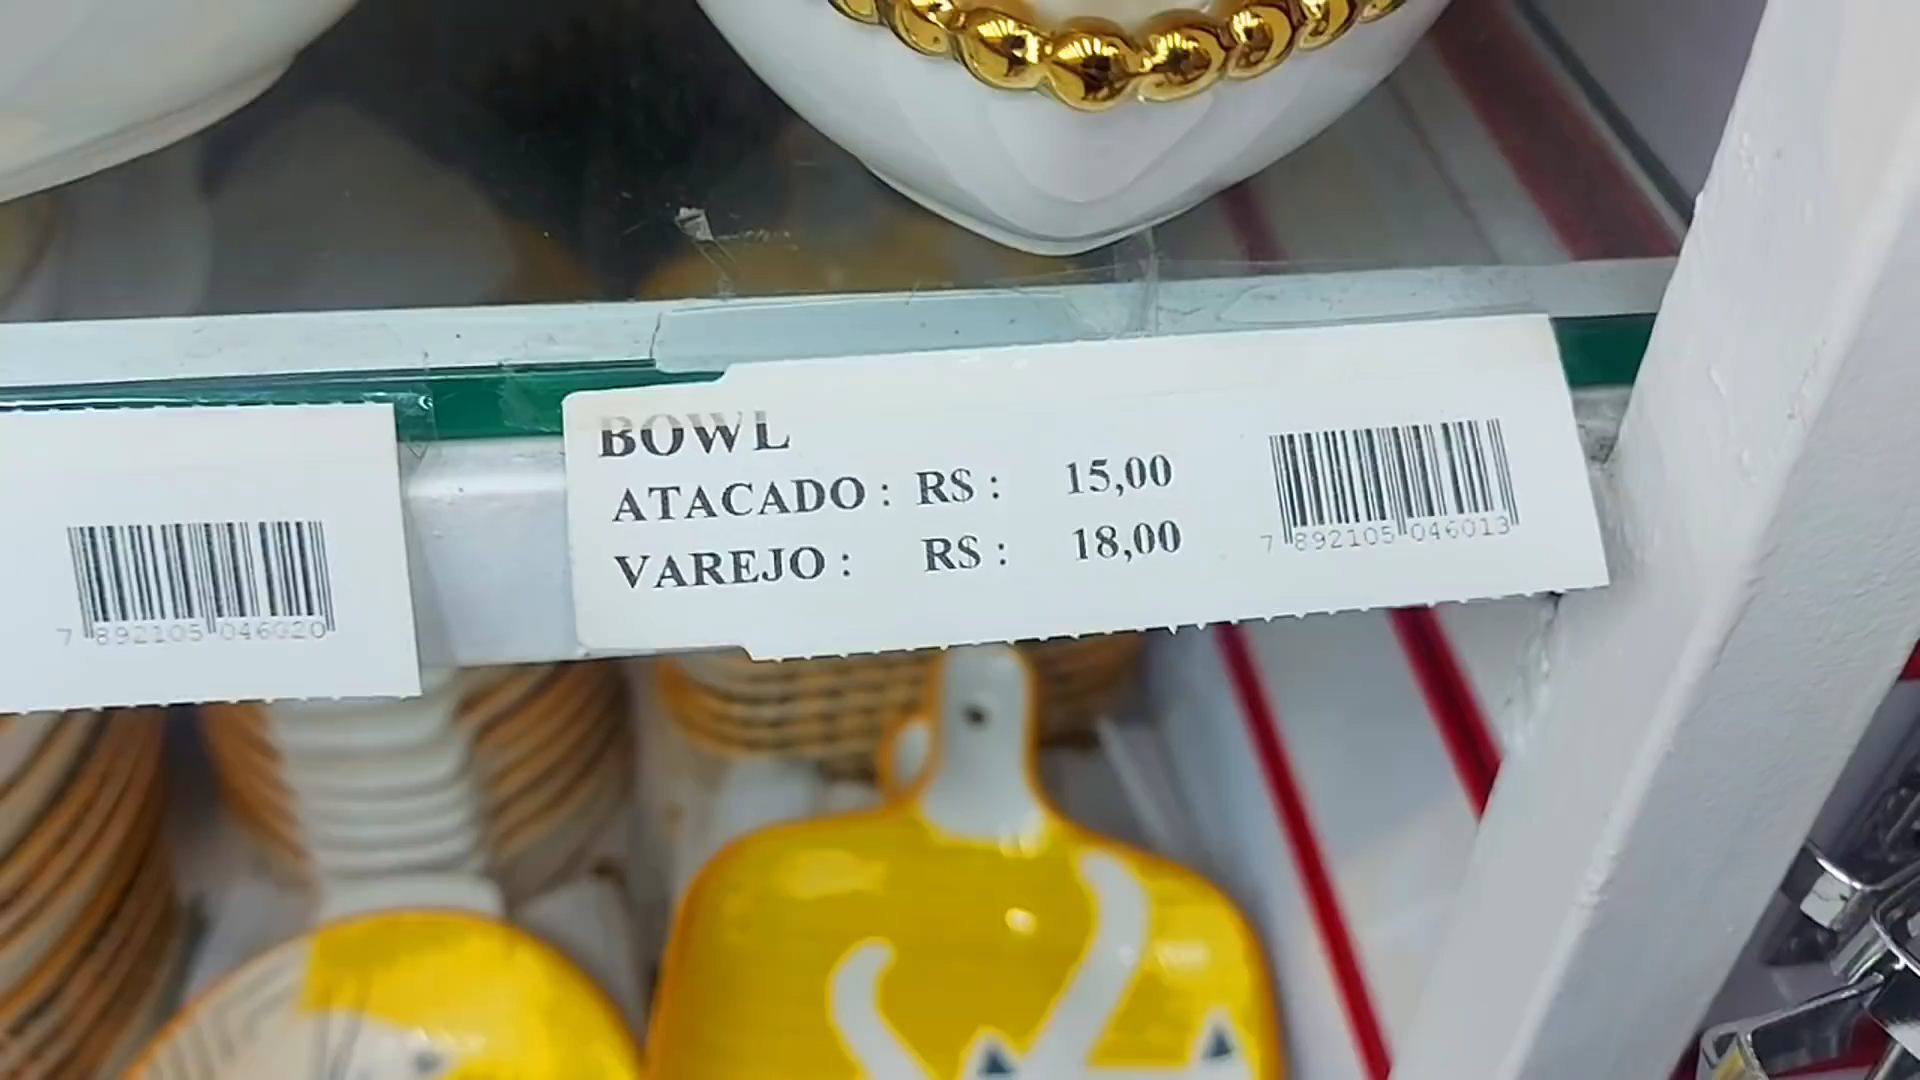 BOWL
ATACADO : R$ : 15,00
VAREJO : R$ : 18,00
7 892105 046013
7 892105 046020